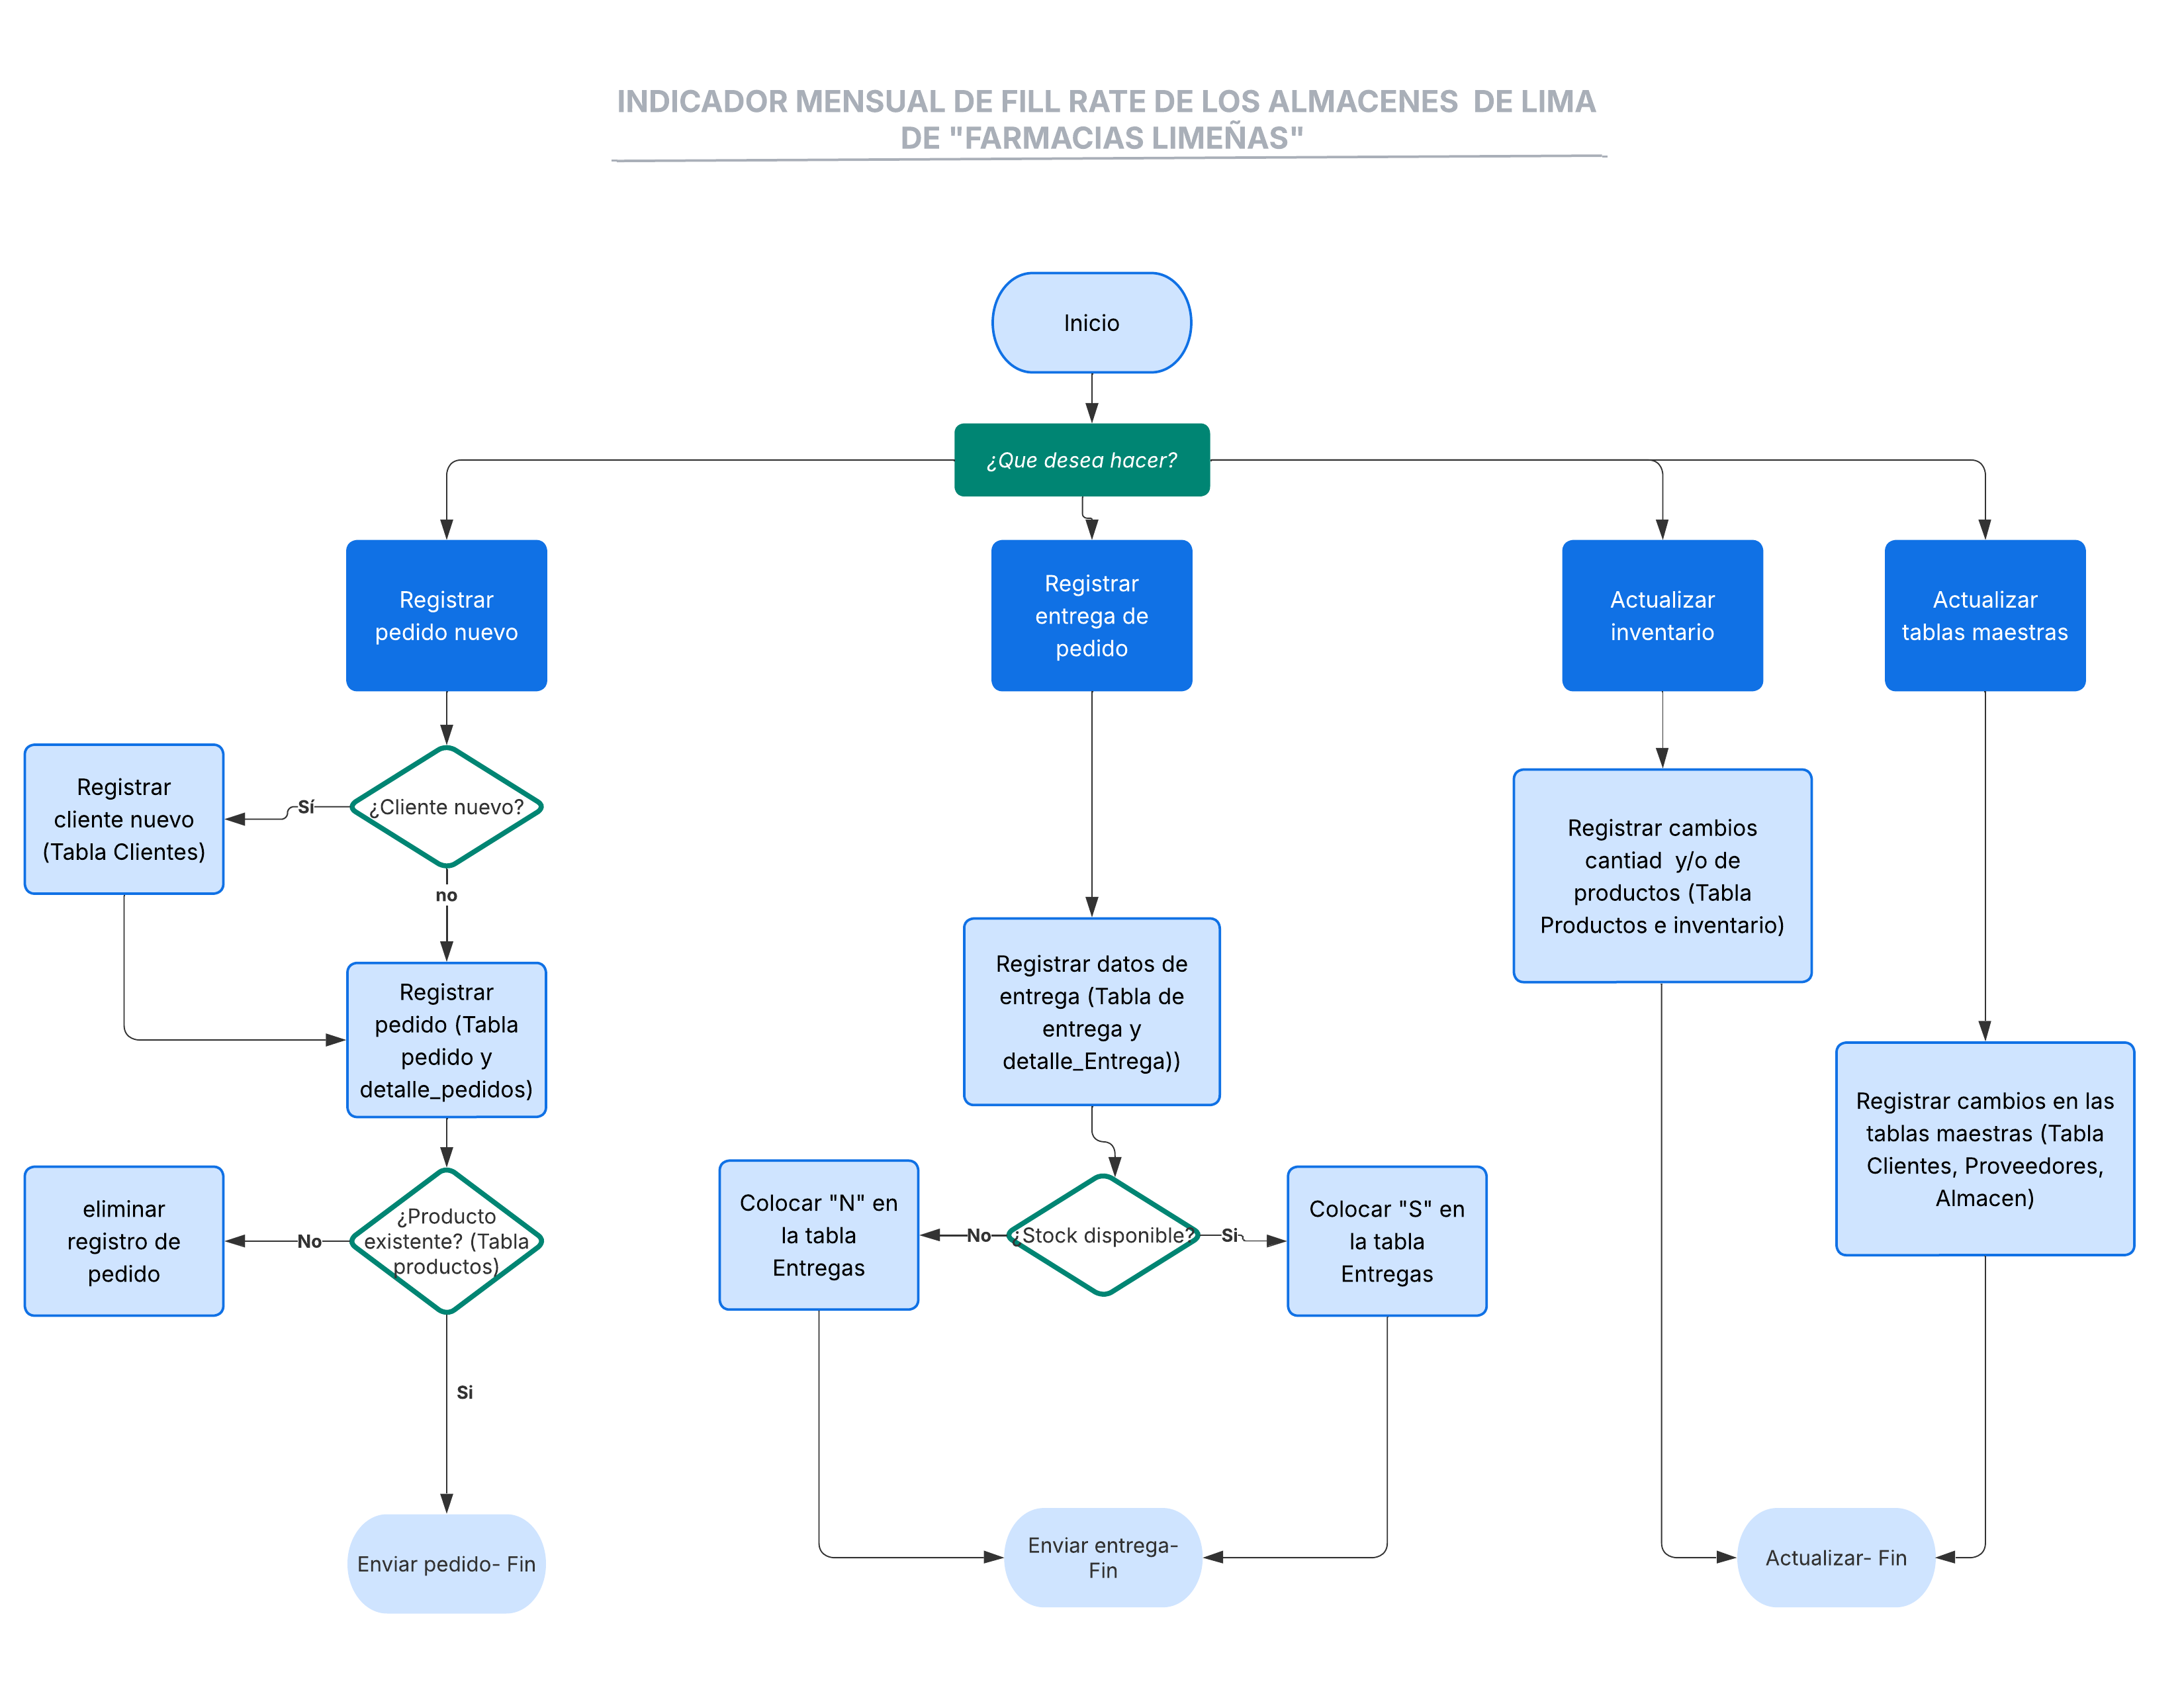 INDICADOR MENSUAL DE FILL RATE DE LOS ALMACENES  DE LIMA
DE "FARMACIAS LIMEÑAS"
Inicio
¿Que desea hacer?
Registrar
pedido nuevo
Registrar
entrega de
pedido
Actualizar
inventario
Actualizar
tablas maestras
Registrar
cliente nuevo
(Tabla Clientes)
Sí
¿Cliente nuevo?
no
Registrar cambios
cantiad  y/o de
productos (Tabla
Productos e inventario)
Registrar
pedido (Tabla
pedido y
detalle_pedidos)
Registrar datos de
entrega (Tabla de
entrega y
detalle_Entrega))
Registrar cambios en las
tablas maestras (Tabla
Clientes, Proveedores,
Almacen)
eliminar
registro de
pedido
No
¿Producto
existente? (Tabla
productos)
Si
Colocar "N" en
la tabla
Entregas
No
¿Stock disponible?
Si
Colocar "S" en
la tabla
Entregas
Enviar pedido- Fin
Enviar entrega-
Fin
Actualizar- Fin